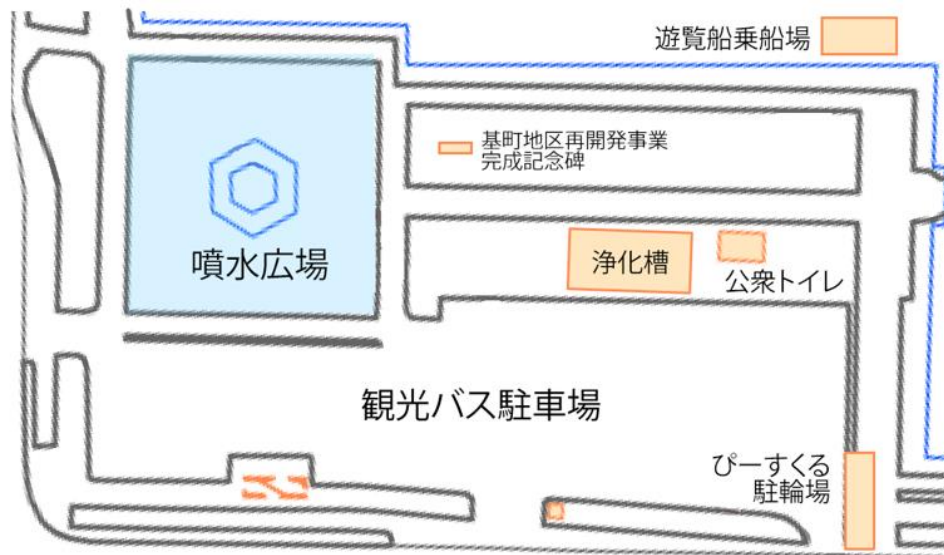 遊覧船乗船場
基町地区再開発事業
完成記念碑
噴水広場
浄化槽
公衆トイレ
観光バス駐車場
ぴーすくる
駐輪場